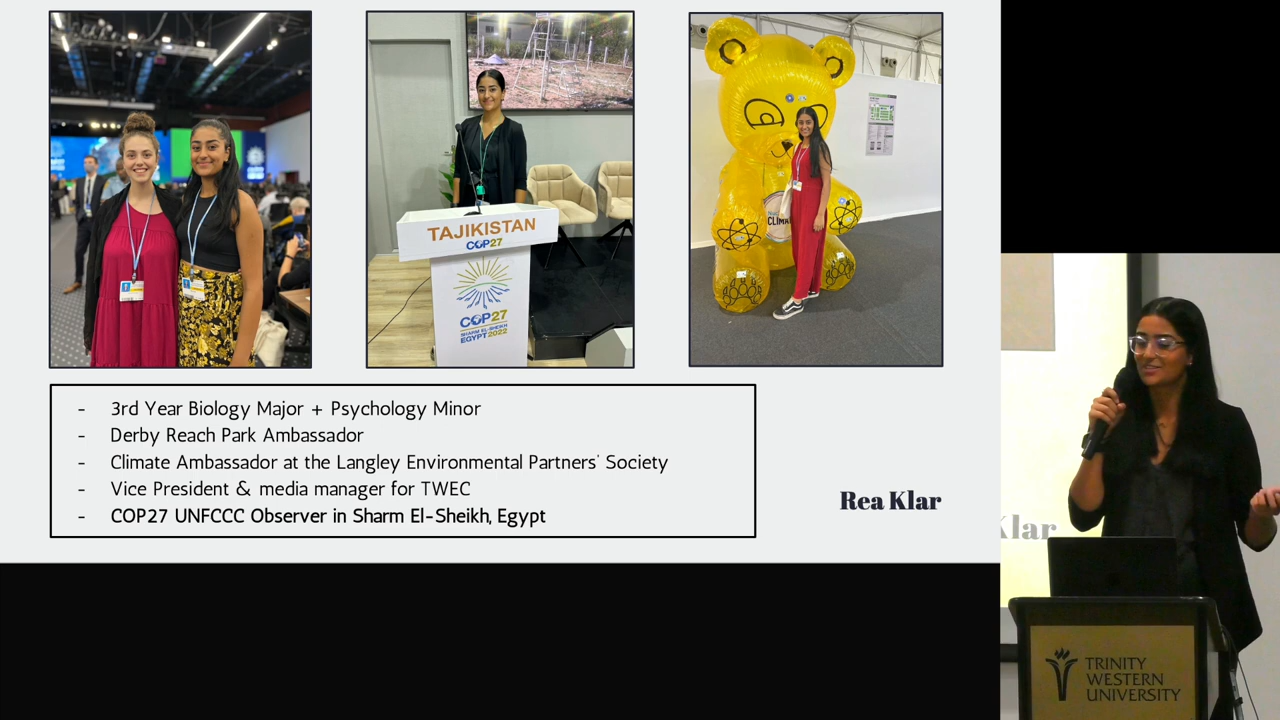 TAJIKISTAN
COP27
COP27
SHARM EL-SHEIKH
EGYPT2022
CLIMA
- 3rd Year Biology Major + Psychology Minor
- Derby Reach Park Ambassador
- Climate Ambassador at the Langley Environmental Partners' Society
- Vice President & media manager for TWEC
- COP27 UNFCCC Observer in Sharm El-Sheikh, Egypt
Rea Klar
Klar
TRINITY
WESTERN
UNIVERSITY